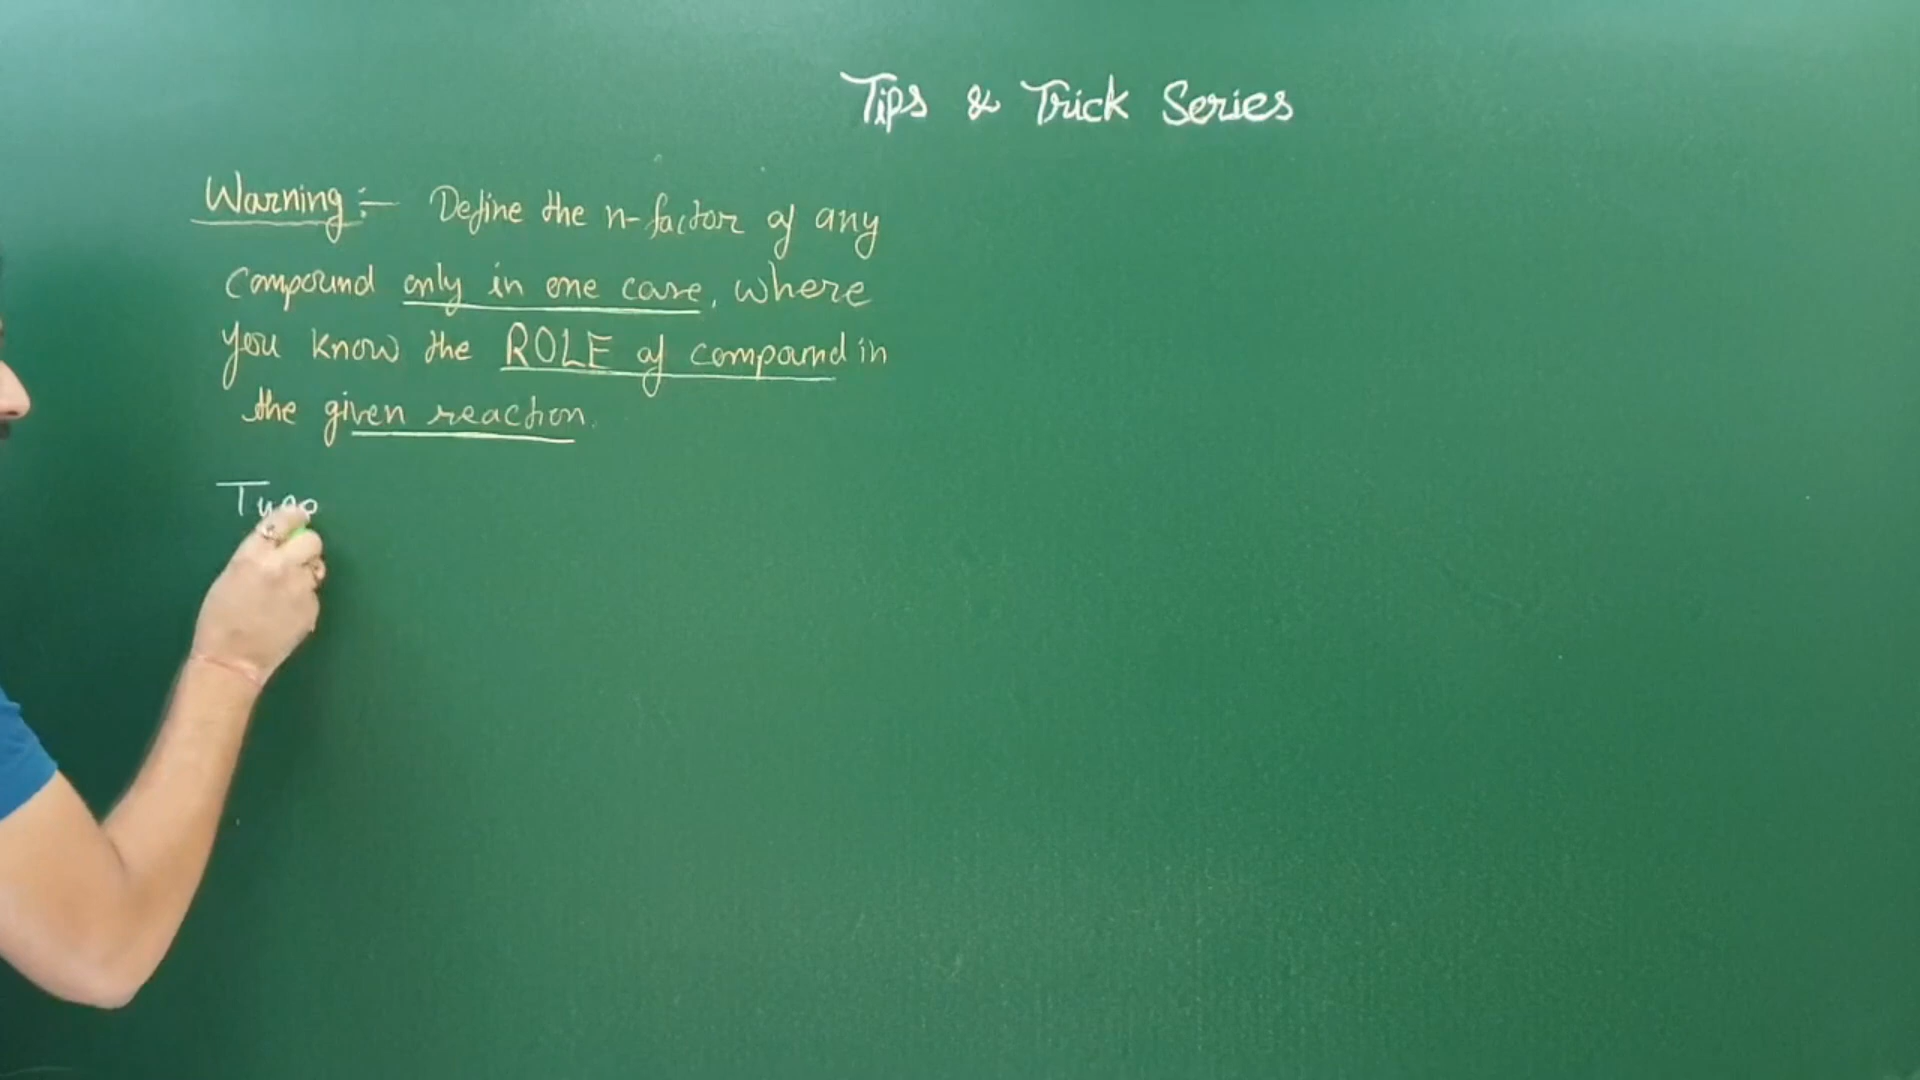 Tips & Trick Series
Warning :- Define the n-factor of any
compound only in one case, where
you know the ROLE of compound in
the given reaction.
Type